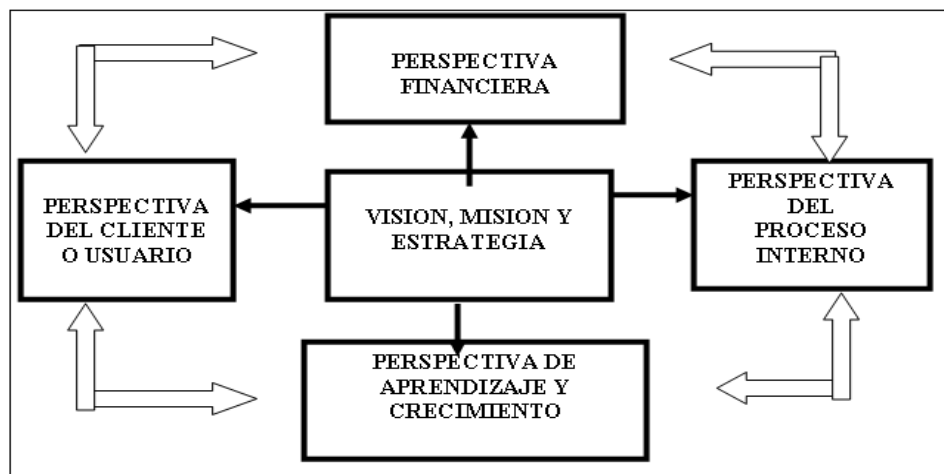 PERSPECTIVA
FINANCIERA
PERSPECTIVA
DEL CLIENTE
O USUARIO
VISION, MISION Y
ESTRATEGIA
PERSPECTIVA
DEL
PROCESO
INTERNO
PERSPECTIVA DE
APRENDIZAJE Y
CRECIMIENTO